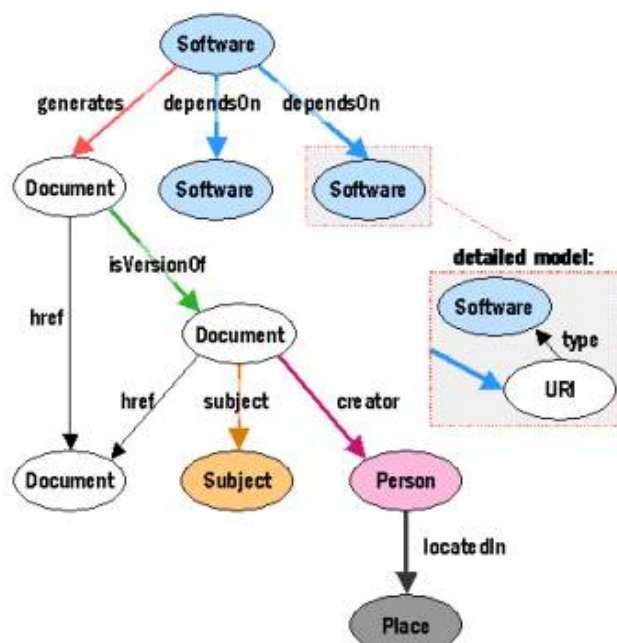 Software
generates
dependsOn
dependsOn
Document
Software
Software
detailed model:
isVersionOf
Software
href
type
Document
URI
href
subject
creator
Document
Subject
Person
locatedIn
Place